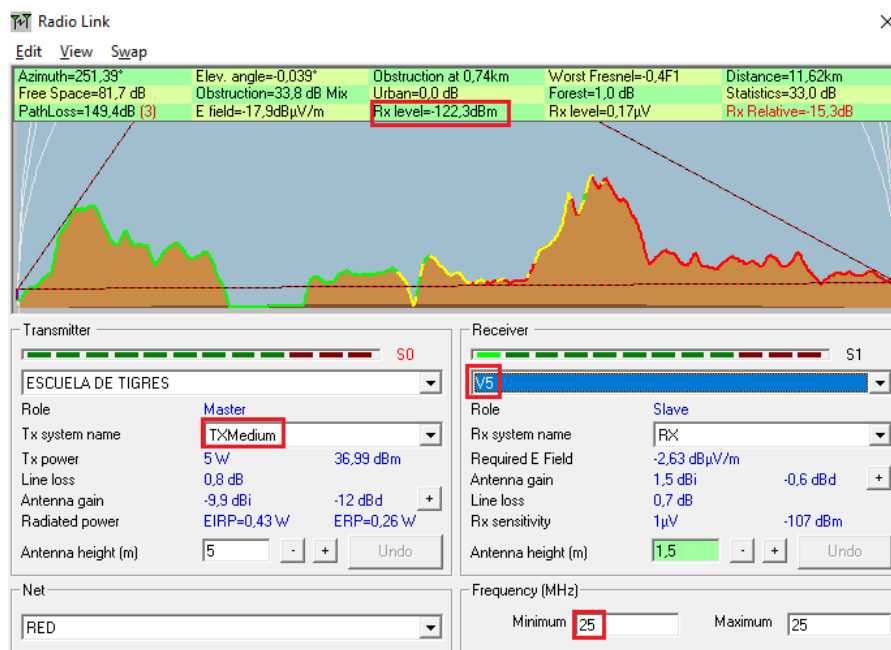 Radio Link
Edit View Swap
Azimuth=251,39° Elev. angle=-0,039° Obstruction at 0,74km Worst Fresnel=-0,4F1 Distance=11,62km
Free Space=81,7 dB Obstruction=33,8 dB Mix Urban=0,0 dB Forest=1,0 dB Statistics=33,0 dB
PathLoss=149,4dB (3) E field=-17,9dBµV/m Rx level=-122,3dBm Rx level=0,17µV Rx Relative=-15,3dB
Transmitter Receiver
S0 S1
ESCUELA DE TIGRES V5
Role Master Role Slave
Tx system name TXMedium Rx system name RX
Tx power 5 W 36,99 dBm Required E Field -2,63 dBµV/m
Line loss 0,8 dB Antenna gain 1,5 dBi -0,6 dBd +
Antenna gain -9,9 dBi -12 dBd + Line loss 0,7 dB
Radiated power EIRP=0,43 W ERP=0,26 W Rx sensitivity 1µV -107 dBm
Antenna height (m) 5 - + Undo Antenna height (m) 1,5 - + Undo
Net Frequency (MHz)
RED Minimum 25 Maximum 25